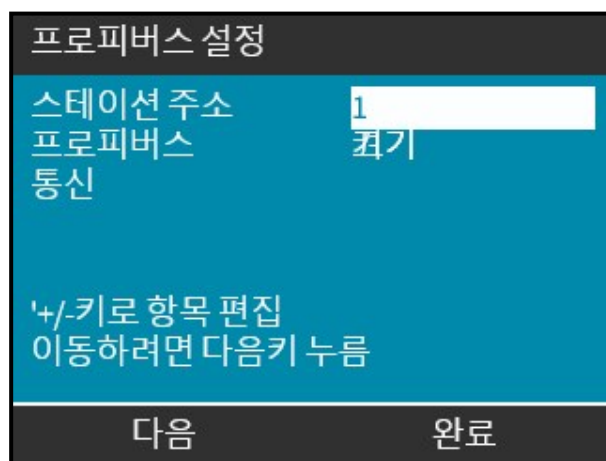 프로피버스 설정
스테이션 주소 1
프로피버스
통신
'+/-키로 항목 편집
이동하려면 다음키 누름
다음 완료